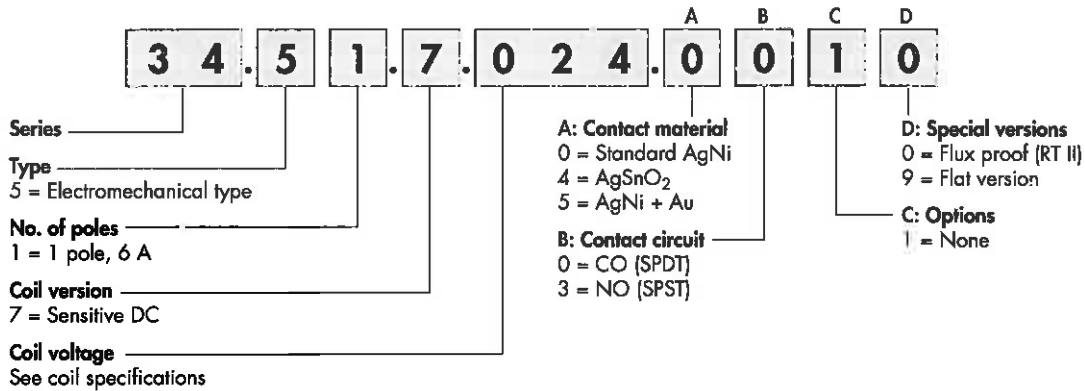 A B C D
3 4 . 5 1 . 7 . 0 2 4 . 0 0 1 0
Series
Type
5 = Electromechanical type
No. of poles
1 = 1 pole, 6 A
Coil version
7 = Sensitive DC
Coil voltage
See coil specifications
A: Contact material
0 = Standard AgNi
4 = AgSnO₂
5 = AgNi + Au
B: Contact circuit
0 = CO (SPDT)
3 = NO (SPST)
D: Special versions
0 = Flux proof (RT II)
9 = Flat version
C: Options
1 = None